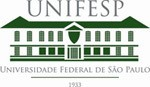 UNIFESP
UNIVERSIDADE FEDERAL DE SÃO PAULO
1933